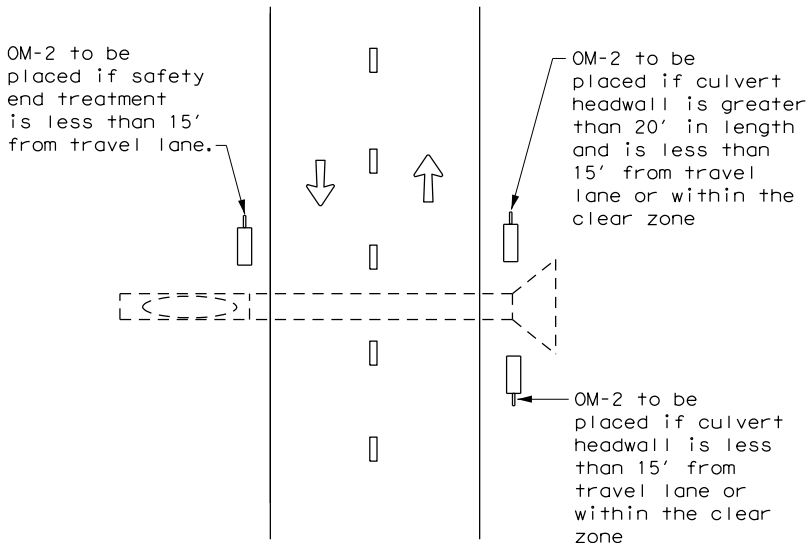 OM-2 to be
placed if safety
end treatment
is less than 15'
from travel lane.
OM-2 to be
placed if culvert
headwall is greater
than 20' in length
and is less than
15' from travel
lane or within the
clear zone
OM-2 to be
placed if culvert
headwall is less
than 15' from
travel lane or
within the clear
zone